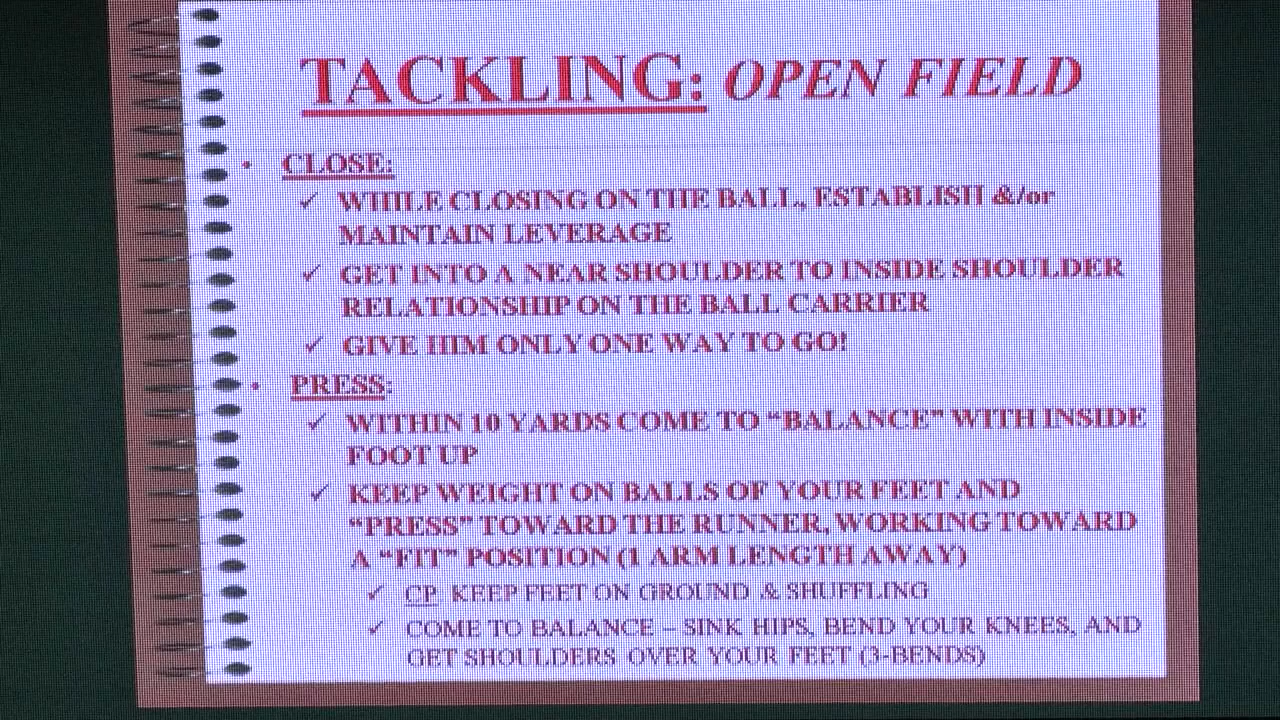 TACKLING: OPEN FIELD
• CLOSE:
✓ WHILE CLOSING ON THE BALL, ESTABLISH &/or
MAINTAIN LEVERAGE
✓ GET INTO A NEAR SHOULDER TO INSIDE SHOULDER
RELATIONSHIP ON THE BALL CARRIER
✓ GIVE HIM ONLY ONE WAY TO GO!
• PRESS:
✓ WITHIN 10 YARDS COME TO “BALANCE” WITH INSIDE
FOOT UP
✓ KEEP WEIGHT ON BALLS OF YOUR FEET AND
“PRESS” TOWARD THE RUNNER, WORKING TOWARD
A “FIT” POSITION (1 ARM LENGTH AWAY)
✓ CP KEEP FEET ON GROUND & SHUFFLING
✓ COME TO BALANCE – SINK HIPS, BEND YOUR KNEES, AND
GET SHOULDERS OVER YOUR FEET (3-BENDS)